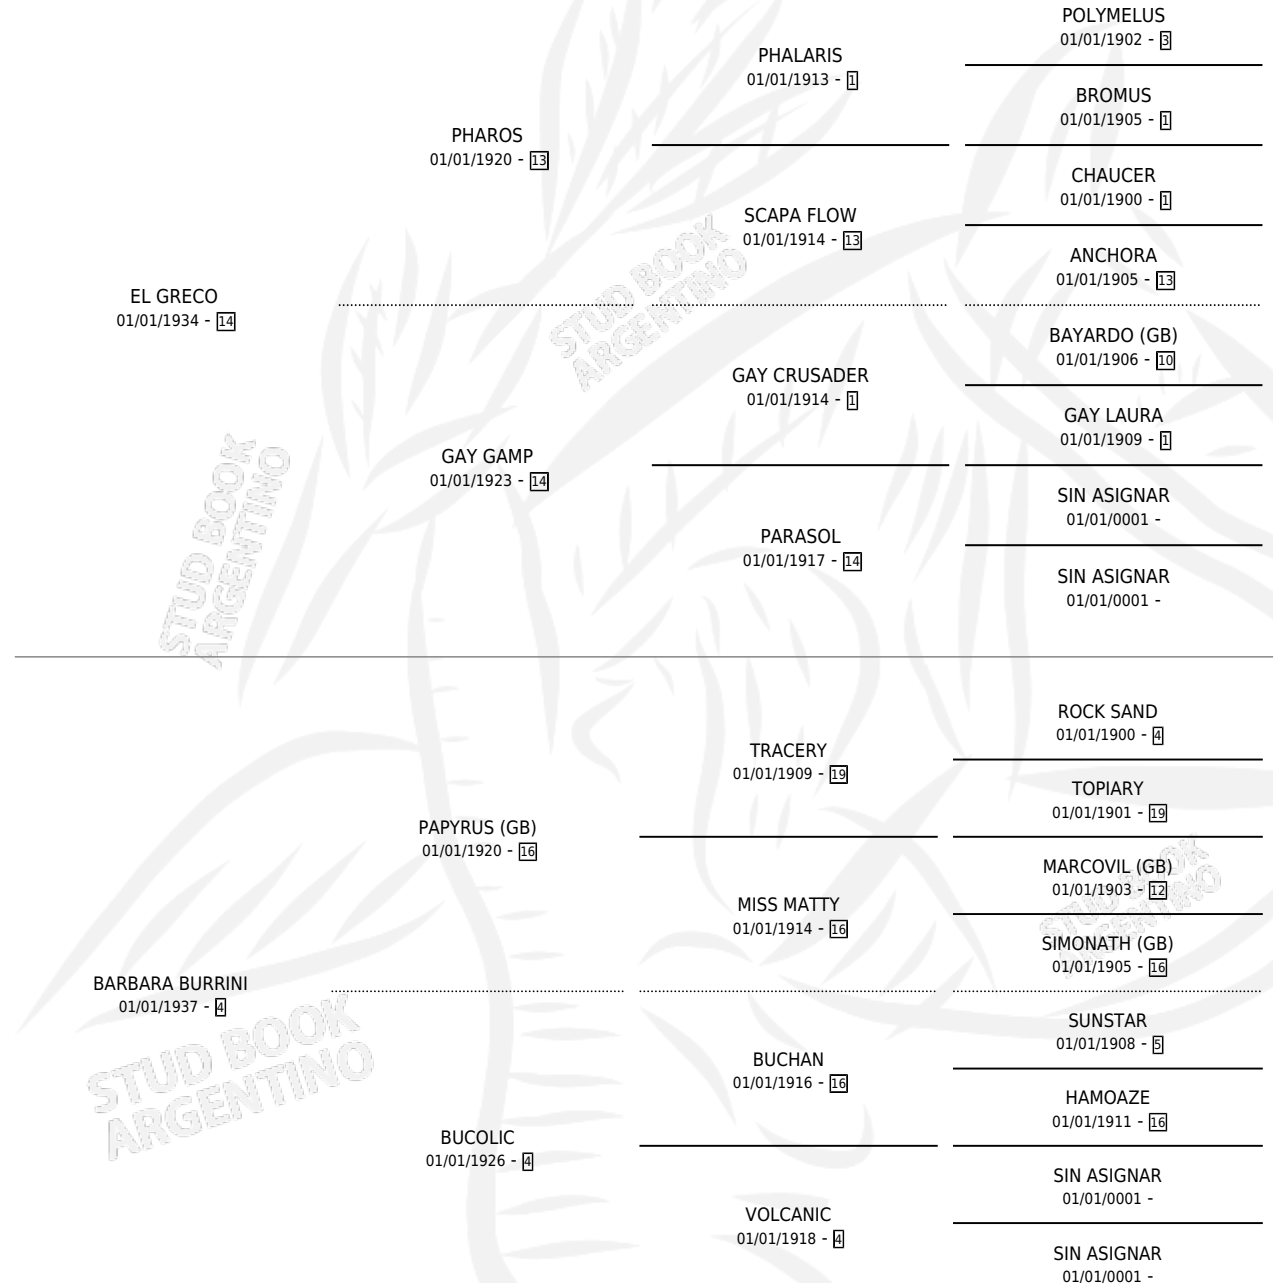 POLYMELUS
01/01/1902 - 3
PHALARIS
01/01/1913 - 1
BROMUS
01/01/1905 - 1
PHAROS
01/01/1920 - 13
CHAUCER
01/01/1900 - 1
SCAPA FLOW
01/01/1914 - 13
ANCHORA
01/01/1905 - 13
EL GRECO
01/01/1934 - 14
BAYARDO (GB)
01/01/1906 - 10
GAY CRUSADER
01/01/1914 - 1
GAY LAURA
01/01/1909 - 1
GAY GAMP
01/01/1923 - 14
SIN ASIGNAR
01/01/0001 -
PARASOL
01/01/1917 - 14
SIN ASIGNAR
01/01/0001 -
STUD BOOK
ARGENTINO
STUD BOOK
ARGENTINO
ROCK SAND
01/01/1900 - 4
TRACERY
01/01/1909 - 19
TOPIARY
01/01/1901 - 19
PAPYRUS (GB)
01/01/1920 - 16
MARCOVIL (GB)
01/01/1903 - 12
MISS MATTY
01/01/1914 - 16
SIMONATH (GB)
01/01/1905 - 16
STUD BOOK
ARGENTINO
BARBARA BURRINI
01/01/1937 - 4
SUNSTAR
01/01/1908 - 5
BUCHAN
01/01/1916 - 16
HAMOAZE
01/01/1911 - 16
STUD BOOK
ARGENTINO
BUCOLIC
01/01/1926 - 4
SIN ASIGNAR
01/01/0001 -
VOLCANIC
01/01/1918 - 4
SIN ASIGNAR
01/01/0001 -